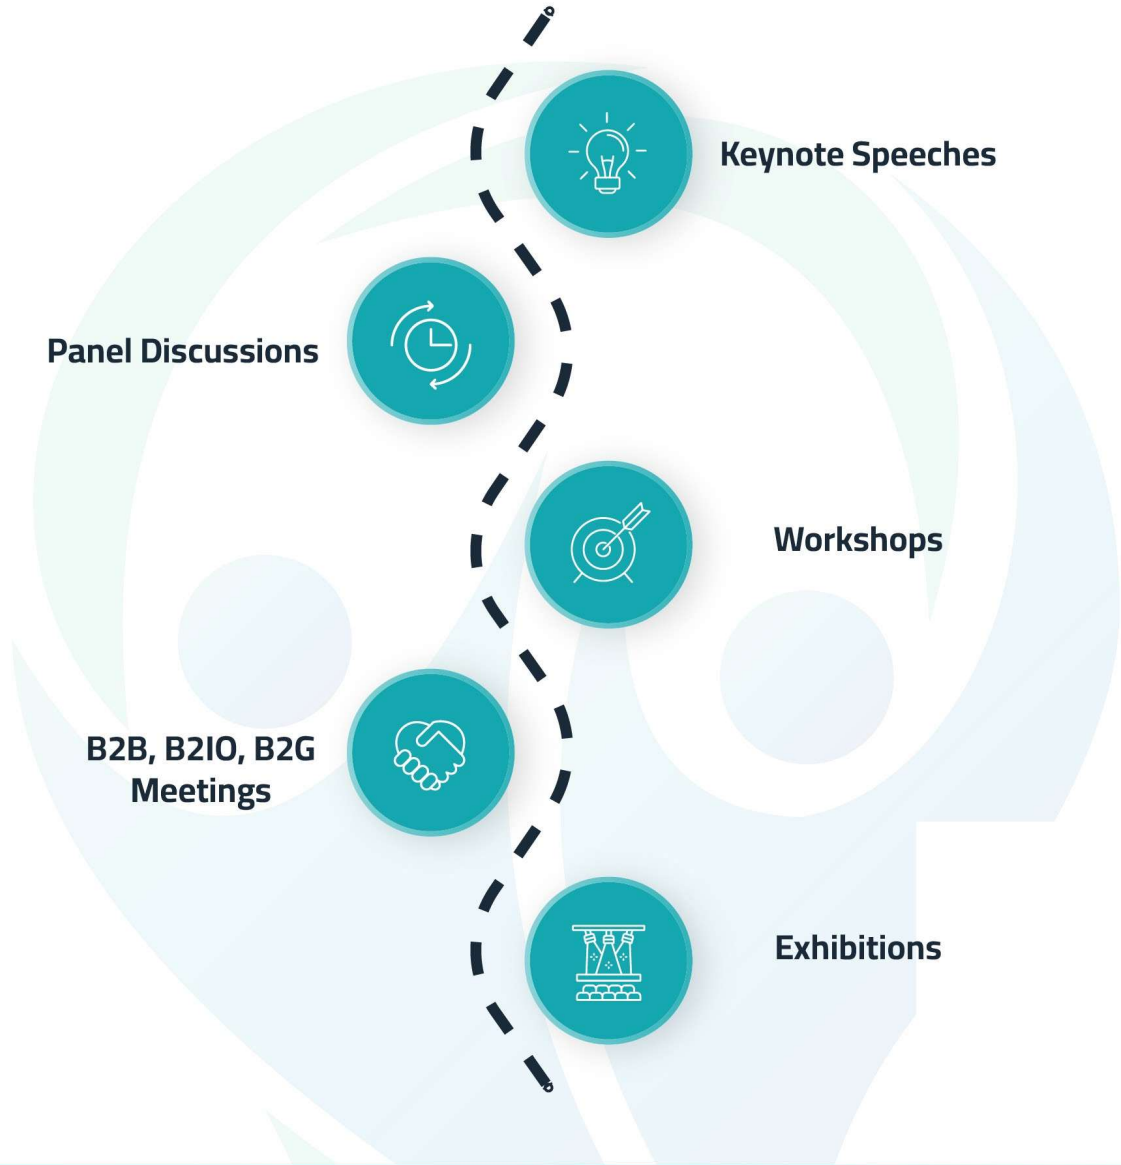 Keynote Speeches
Panel Discussions
Workshops
B2B, B2IO, B2G
Meetings
Exhibitions